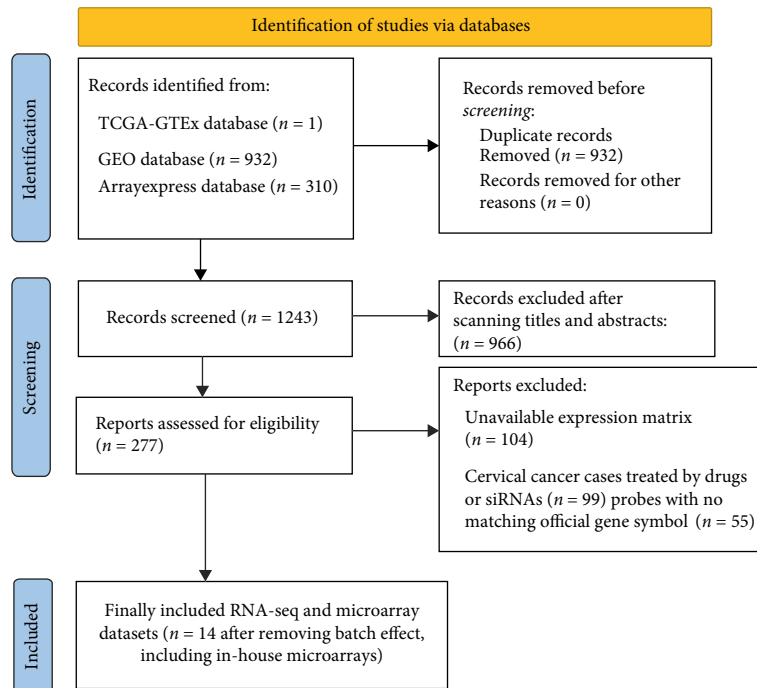 Identification of studies via databases
Identification
Records identified from:
TCGA-GTEx database (n = 1)
GEO database (n = 932)
Arrayexpress database (n = 310)
Records removed before
screening:
Duplicate records
Removed (n = 932)
Records removed for other
reasons (n = 0)
Screening
Records screened (n = 1243)
Records excluded after
scanning titles and abstracts:
(n = 966)
Reports assessed for eligibility
(n = 277)
Reports excluded:
Unavailable expression matrix
(n = 104)
Cervical cancer cases treated by drugs
or siRNAs (n = 99) probes with no
matching official gene symbol (n = 55)
Included
Finally included RNA-seq and microarray
datasets (n = 14 after removing batch effect,
including in-house microarrays)